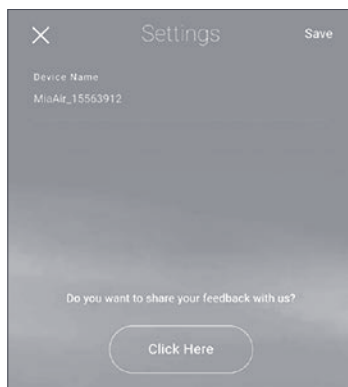 Settings
Save
Device Name
MiaAir_15563912
Do you want to share your feedback with us?
Click Here